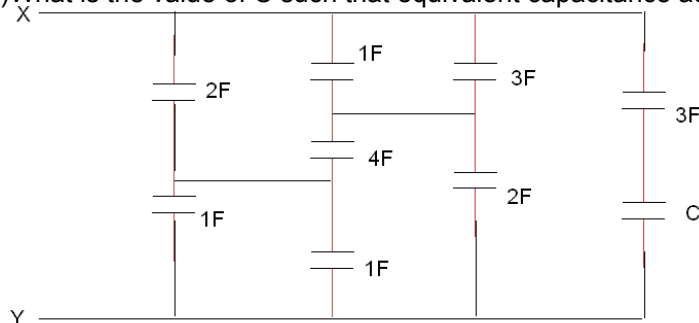 )What is the value of C such that equivalent capacitance
X
1F
2F
3F
3F
4F
2F
1F
C
1F
Y